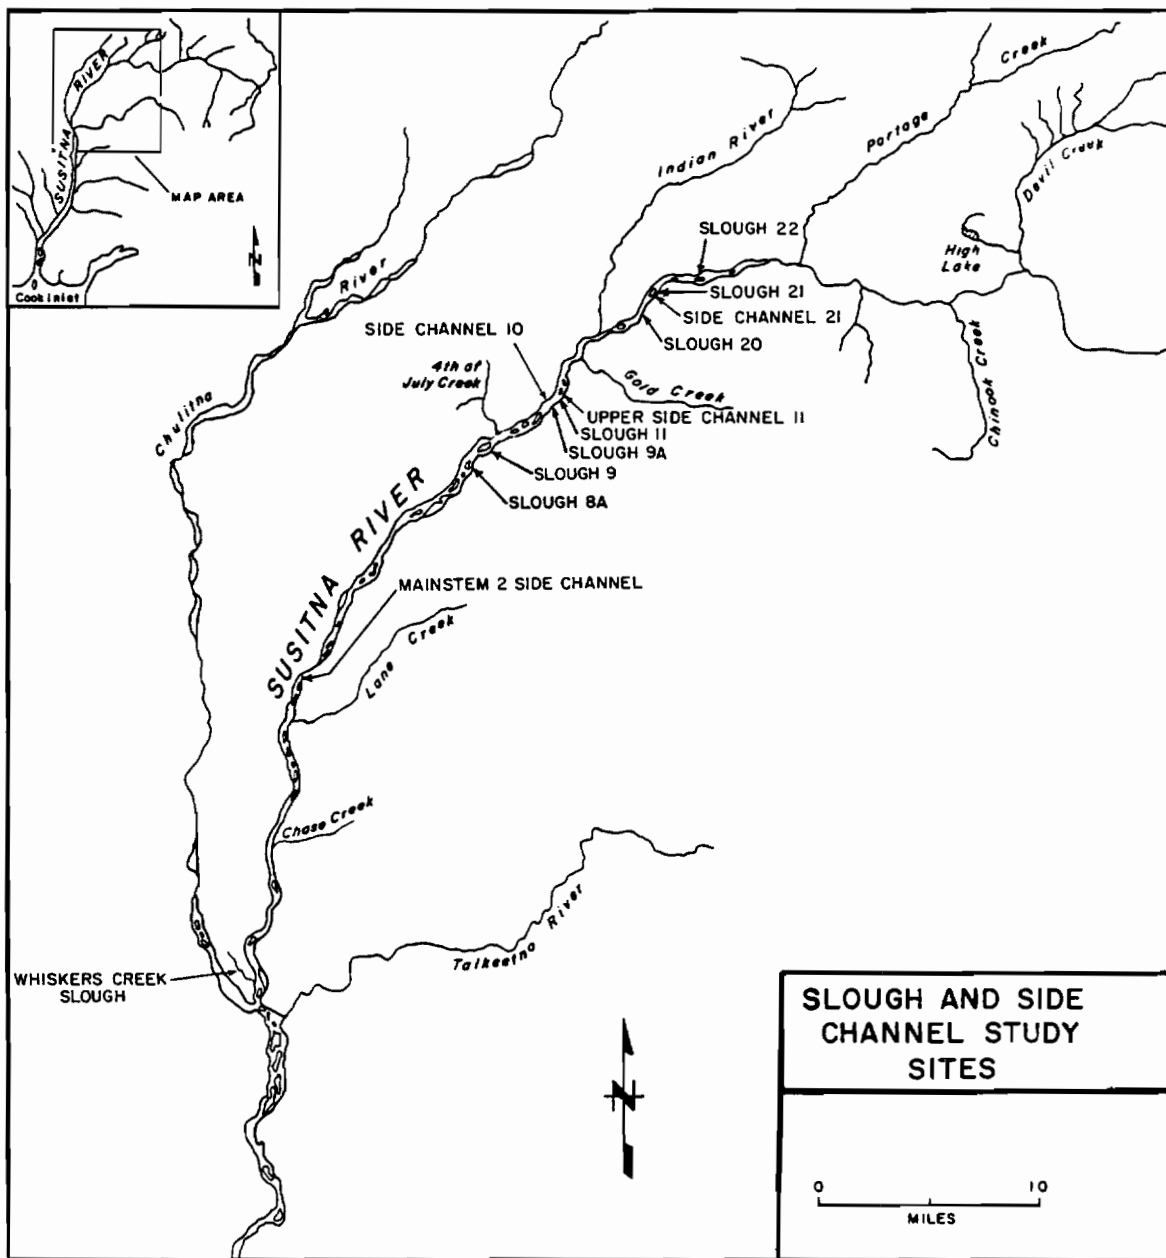 SUSITNA
RIVER
MAP AREA
N
Cook Inlet
Chulitna
River
Indian River
Portage
Creek
Devil Creek
High
Lake
Chinook Creek
SLOUGH 22
SLOUGH 21
SIDE CHANNEL 21
SLOUGH 20
SIDE CHANNEL 10
4th of
July Creek
Gold Creek
UPPER SIDE CHANNEL 11
SLOUGH 11
SLOUGH 9A
SLOUGH 9
SLOUGH 8A
SUSITNA RIVER
MAINSTEM 2 SIDE CHANNEL
Lane Creek
Chase Creek
Talkeetna River
WHISKERS CREEK
SLOUGH
N
SLOUGH AND SIDE
CHANNEL STUDY
SITES
0 10
MILES